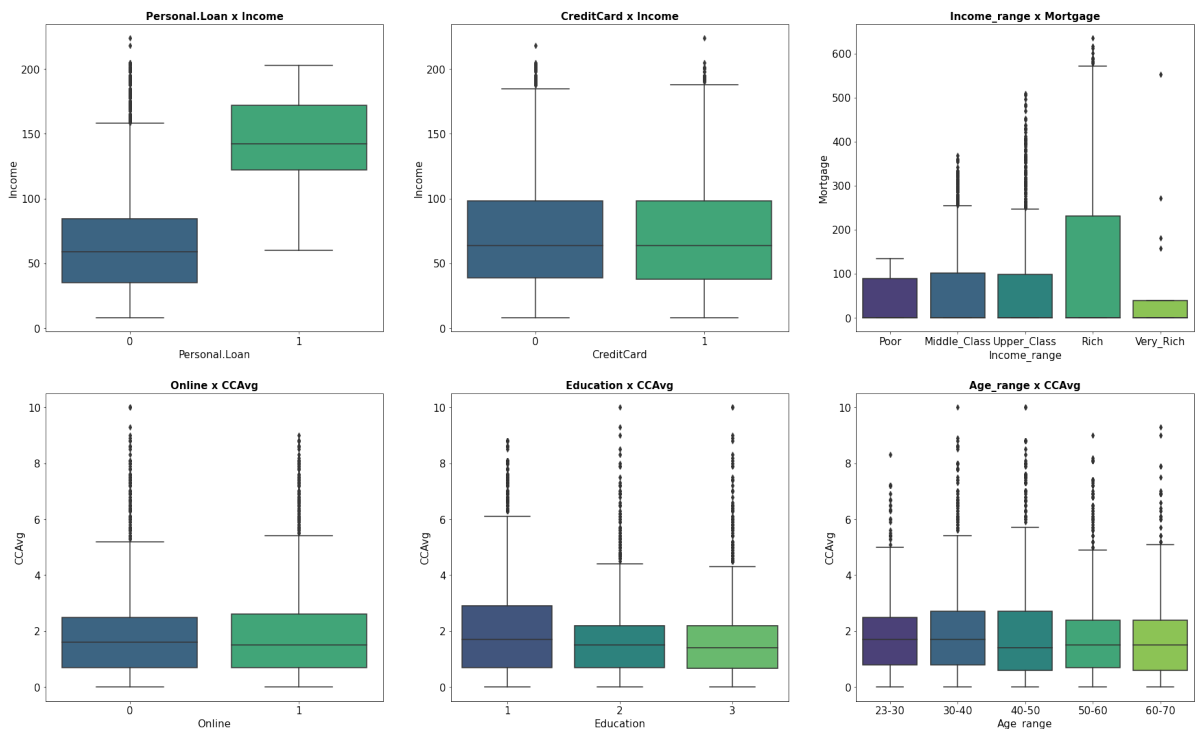 Personal.Loan x Income
Income
200
150
100
50
0
0 1
Personal.Loan
CreditCard x Income
Income
200
150
100
50
0
0 1
CreditCard
Income_range x Mortgage
Mortgage
600
500
400
300
200
100
0
Poor Middle_Class Upper_Class Rich Very_Rich
Income_range
Online x CCAvg
CCAvg
10
8
6
4
2
0
0 1
Online
Education x CCAvg
CCAvg
10
8
6
4
2
0
1 2 3
Education
Age_range x CCAvg
CCAvg
10
8
6
4
2
0
23-30 30-40 40-50 50-60 60-70
Age_range